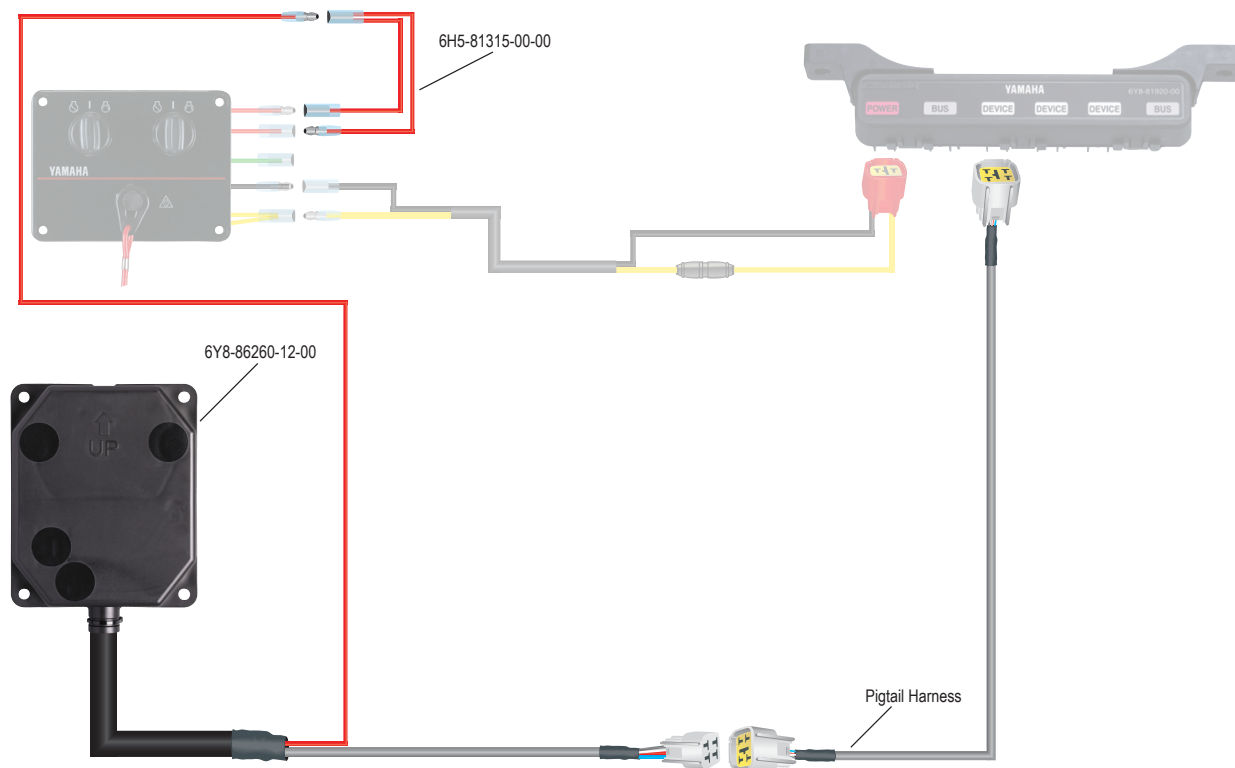 6H5-81315-00-00
YAMAHA
6Y8-81920-00
POWER
BUS
DEVICE
DEVICE
DEVICE
BUS
YAMAHA
6Y8-86260-12-00
UP
Pigtail Harness